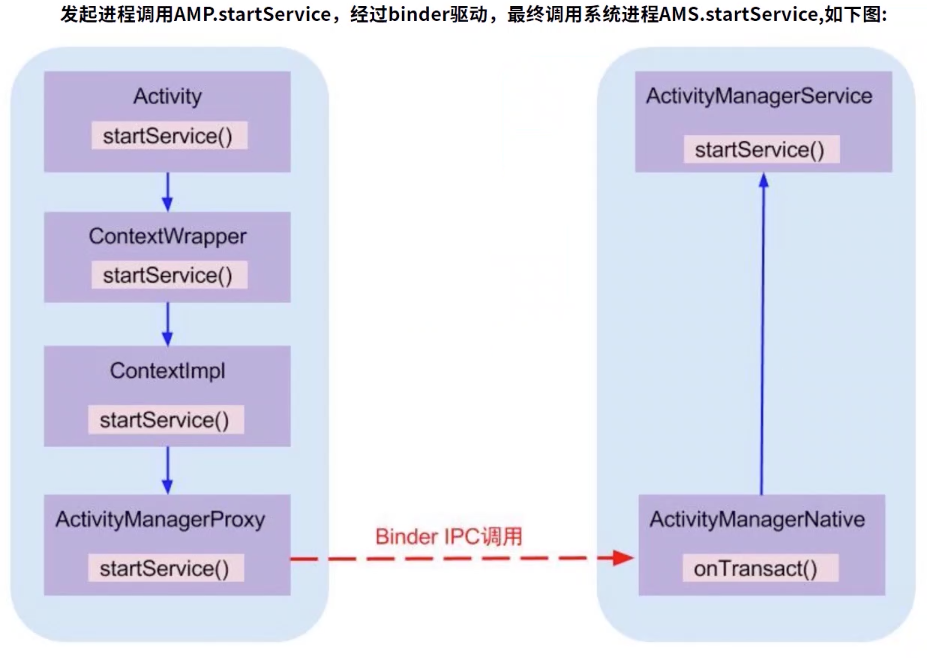 发起进程调用AMP.startService，经过binder驱动，最终调用系统进程AMS.startService,如下图:
Activity
startService()
ContextWrapper
startService()
ContextImpl
startService()
ActivityManagerProxy
startService()
Binder IPC调用
ActivityManagerService
startService()
ActivityManagerNative
onTransact()